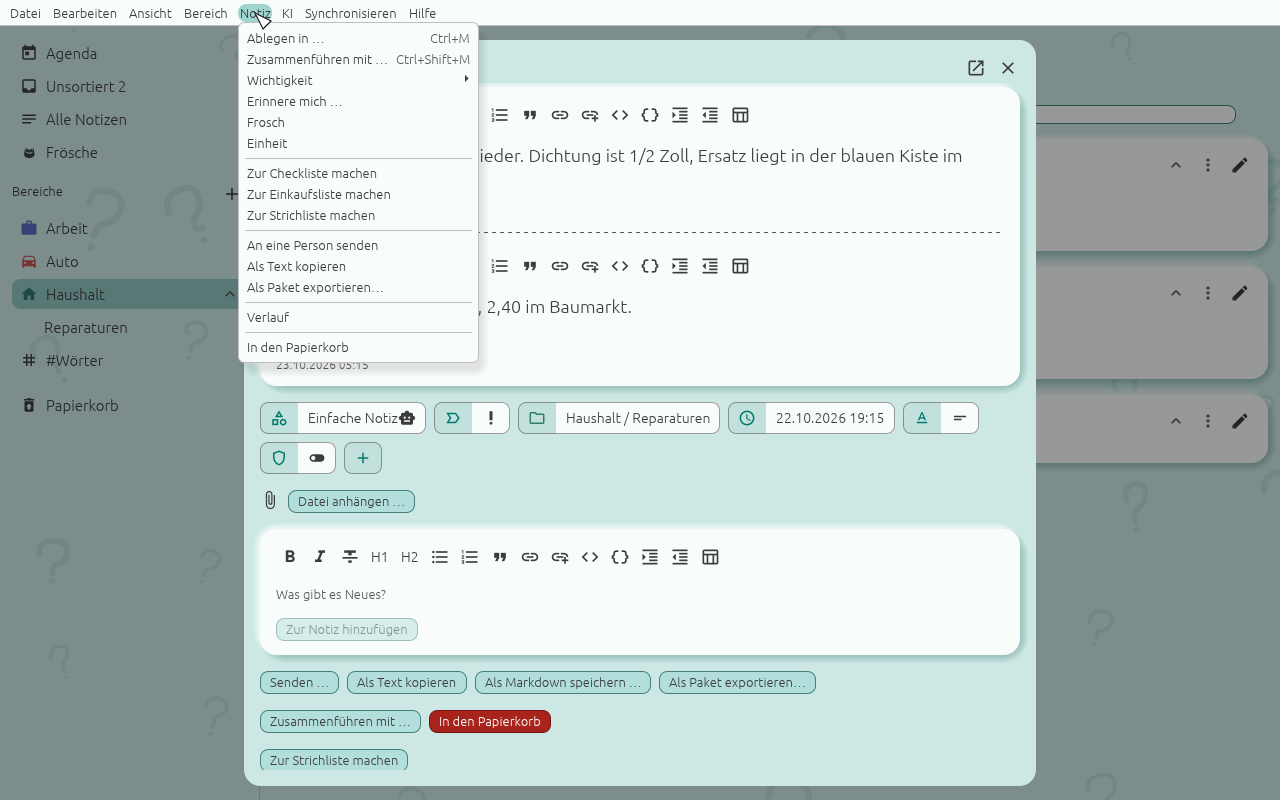 Datei Bearbeiten Ansicht Bereich Notiz KI Synchronisieren Hilfe
Agenda
Unsortiert 2
Alle Notizen
Frösche
Bereiche
Arbeit
Auto
Haushalt
Reparaturen
#Wörter
Papierkorb
Ablegen in … Ctrl+M
Zusammenführen mit … Ctrl+Shift+M
Wichtigkeit
Erinnere mich …
Frosch
Einheit
Zur Checkliste machen
Zur Einkaufsliste machen
Zur Strichliste machen
An eine Person senden
Als Text kopieren
Als Paket exportieren…
Verlauf
In den Papierkorb
ieder. Dichtung ist 1/2 Zoll, Ersatz liegt in der blauen Kiste im
, 2,40 im Baumarkt.
23.10.2026 05:15
Einfache Notiz
! Haushalt / Reparaturen 22.10.2026 19:15
Datei anhängen …
B I H1 H2
Was gibt es Neues?
Zur Notiz hinzufügen
Senden … Als Text kopieren Als Markdown speichern … Als Paket exportieren…
Zusammenführen mit … In den Papierkorb
Zur Strichliste machen